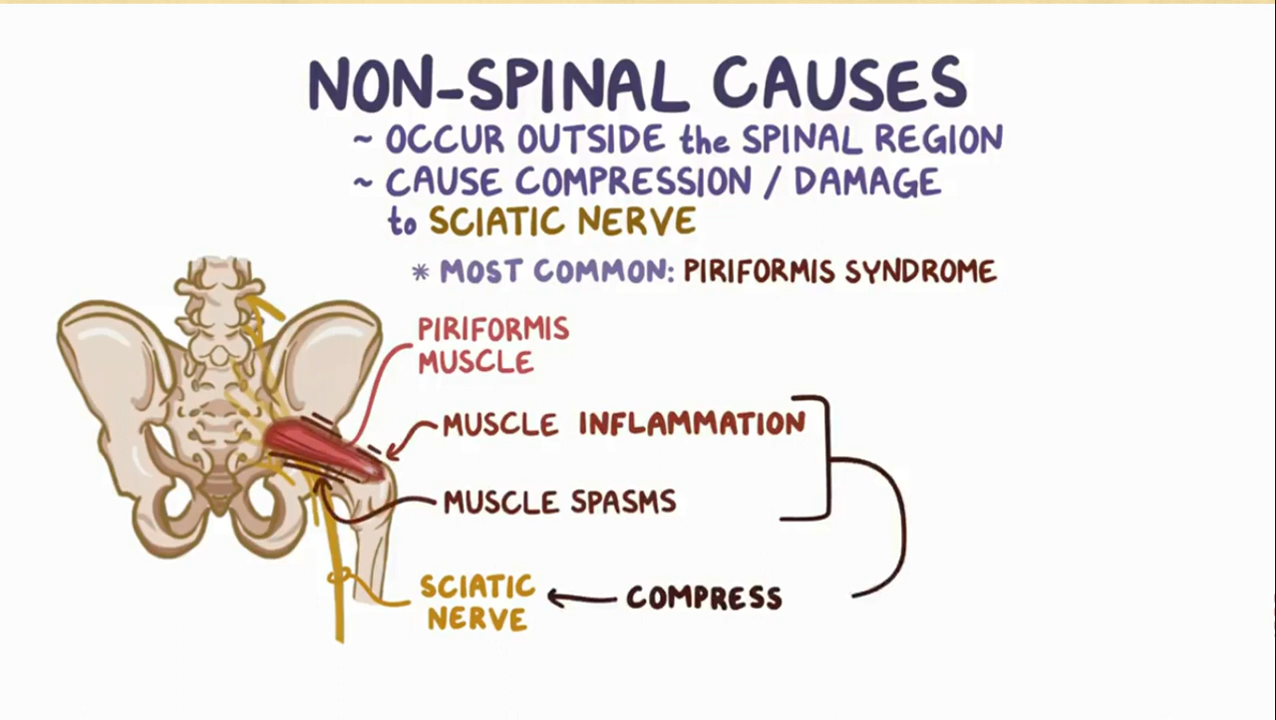 NON-SPINAL CAUSES
~ OCCUR OUTSIDE the SPINAL REGION
~ CAUSE COMPRESSION / DAMAGE
to SCIATIC NERVE
* MOST COMMON: PIRIFORMIS SYNDROME
PIRIFORMIS
MUSCLE
MUSCLE INFLAMMATION
MUSCLE SPASMS
SCIATIC
NERVE
COMPRESS